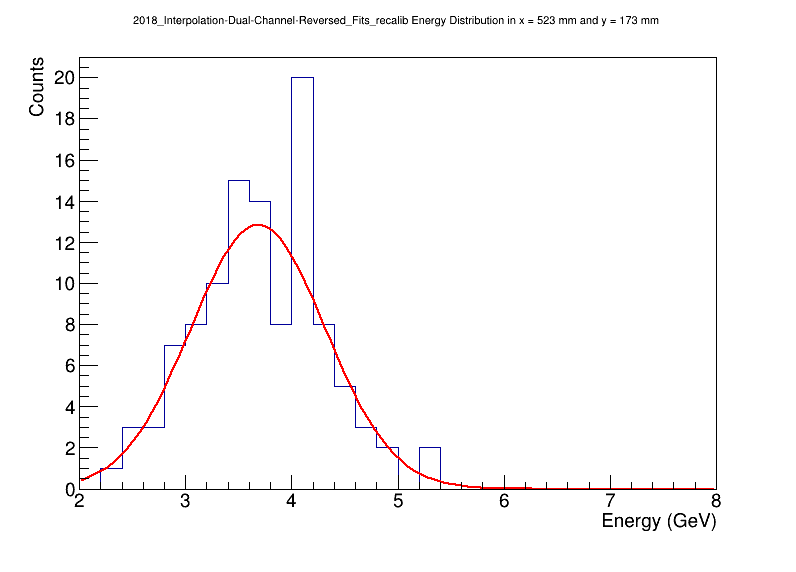 2018_Interpolation-Dual-Channel-Reversed_Fits_recalib Energy Distribution in x = 523 mm and y = 173 mm
Counts
20
18
16
14
12
10
8
6
4
2
0
2 3 4 5 6 7 8
Energy (GeV)